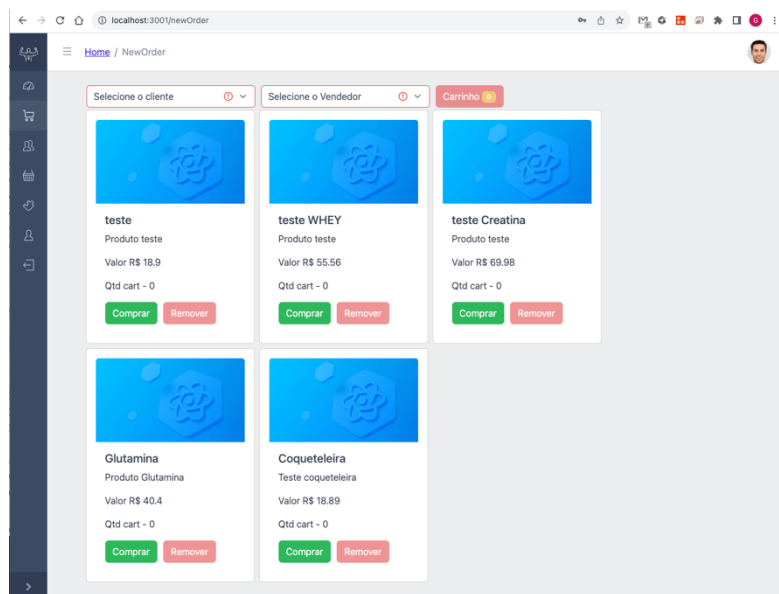 localhost:3001/newOrder
G
Home / NewOrder
Selecione o cliente
Selecione o Vendedor
Carrinho 0
teste
Produto teste
Valor R$ 18.9
Qtd cart - 0
Comprar Remover
teste WHEY
Produto teste
Valor R$ 55.56
Qtd cart - 0
Comprar Remover
teste Creatina
Produto teste
Valor R$ 69.98
Qtd cart - 0
Comprar Remover
Glutamina
Produto Glutamina
Valor R$ 40.4
Qtd cart - 0
Comprar Remover
Coqueteleira
Teste coqueteleira
Valor R$ 18.89
Qtd cart - 0
Comprar Remover